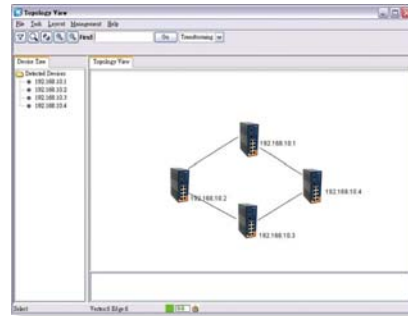 Topology View
File Task Layout Management Help
Find Go Transforming
Device Tree
Topology View
Detected Devices
192.168.10.1
192.168.10.2
192.168.10.3
192.168.10.4
192.168.10.1
192.168.10.2
192.168.10.4
192.168.10.3
Select